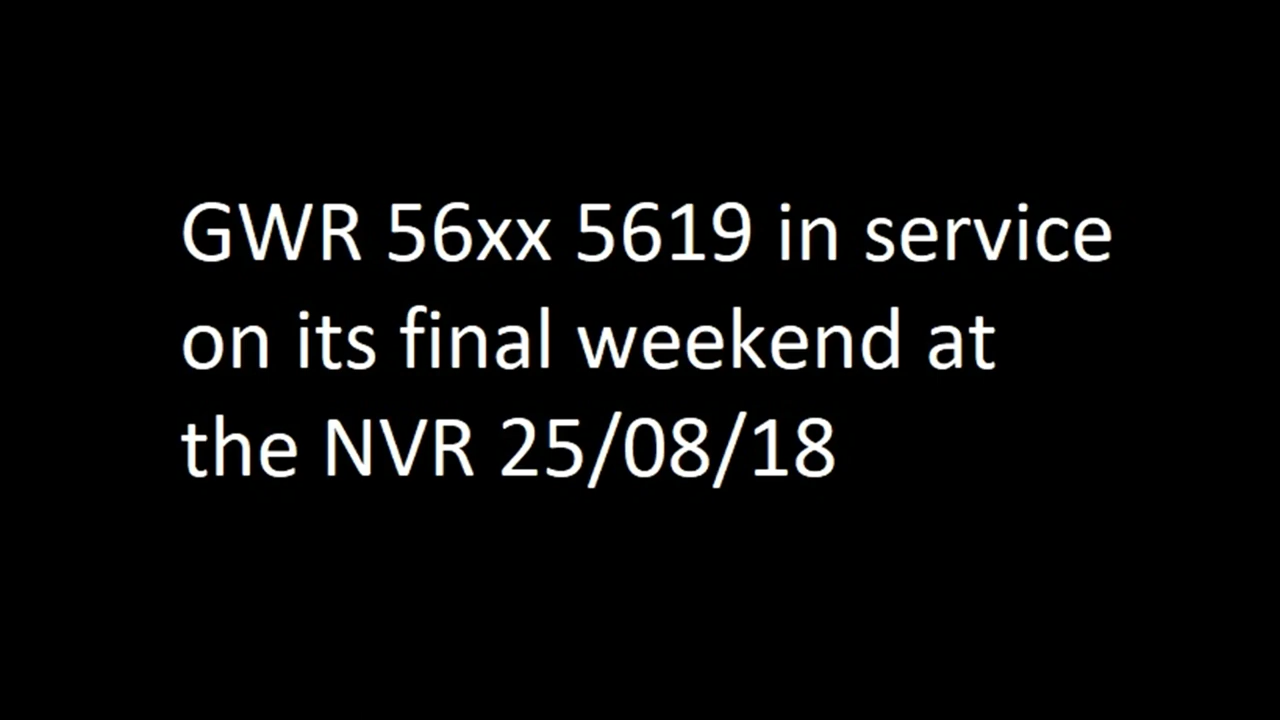 GWR 56xx 5619 in service
on its final weekend at
the NVR 25/08/18